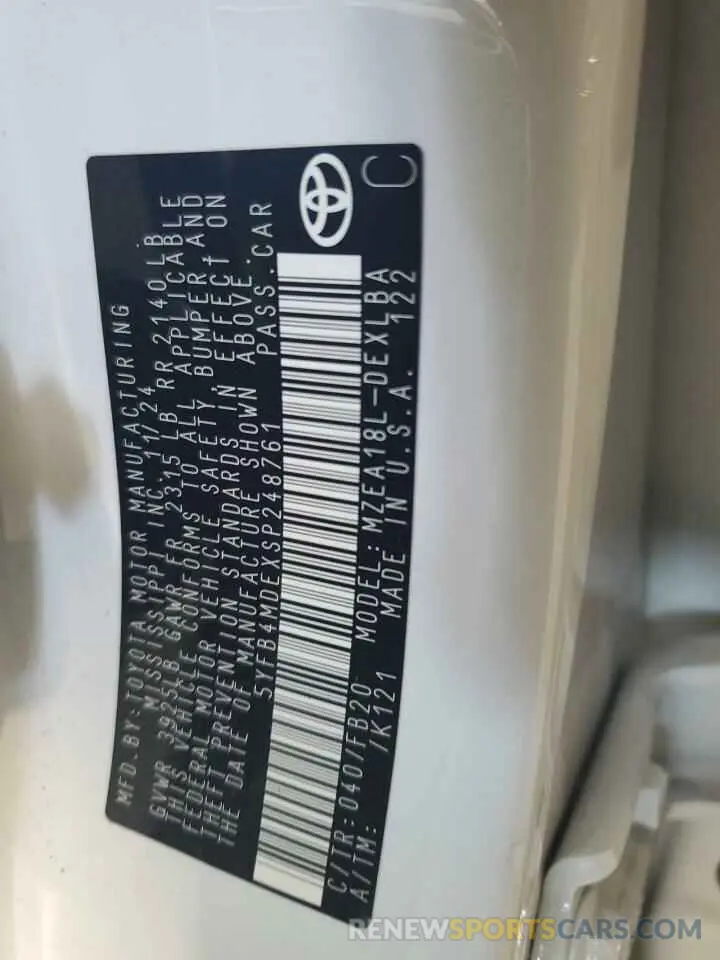 MFD.BY:TOYOTA MOTOR MANUFACTURING
MISSISSIPPI INC. 11/24
GVWR 3925LB GAWR FR 2315 LB RR 2140 LB
THIS VEHICLE CONFORMS TO ALL APPLICABLE
FEDERAL MOTOR VEHICLE SAFETY, BUMPER, AND
THEFT PREVENTION STANDARDS IN EFFECT ON
THE DATE OF MANUFACTURE SHOWN ABOVE.
5YFB4MDEXSP248761 PASS.CAR
C/TR:040/FB20 MODEL:MZEA18L-DEXLBA
A/TM: /K121 MADE IN U.S.A. 122
C
RENEWSPORTSCARS.COM